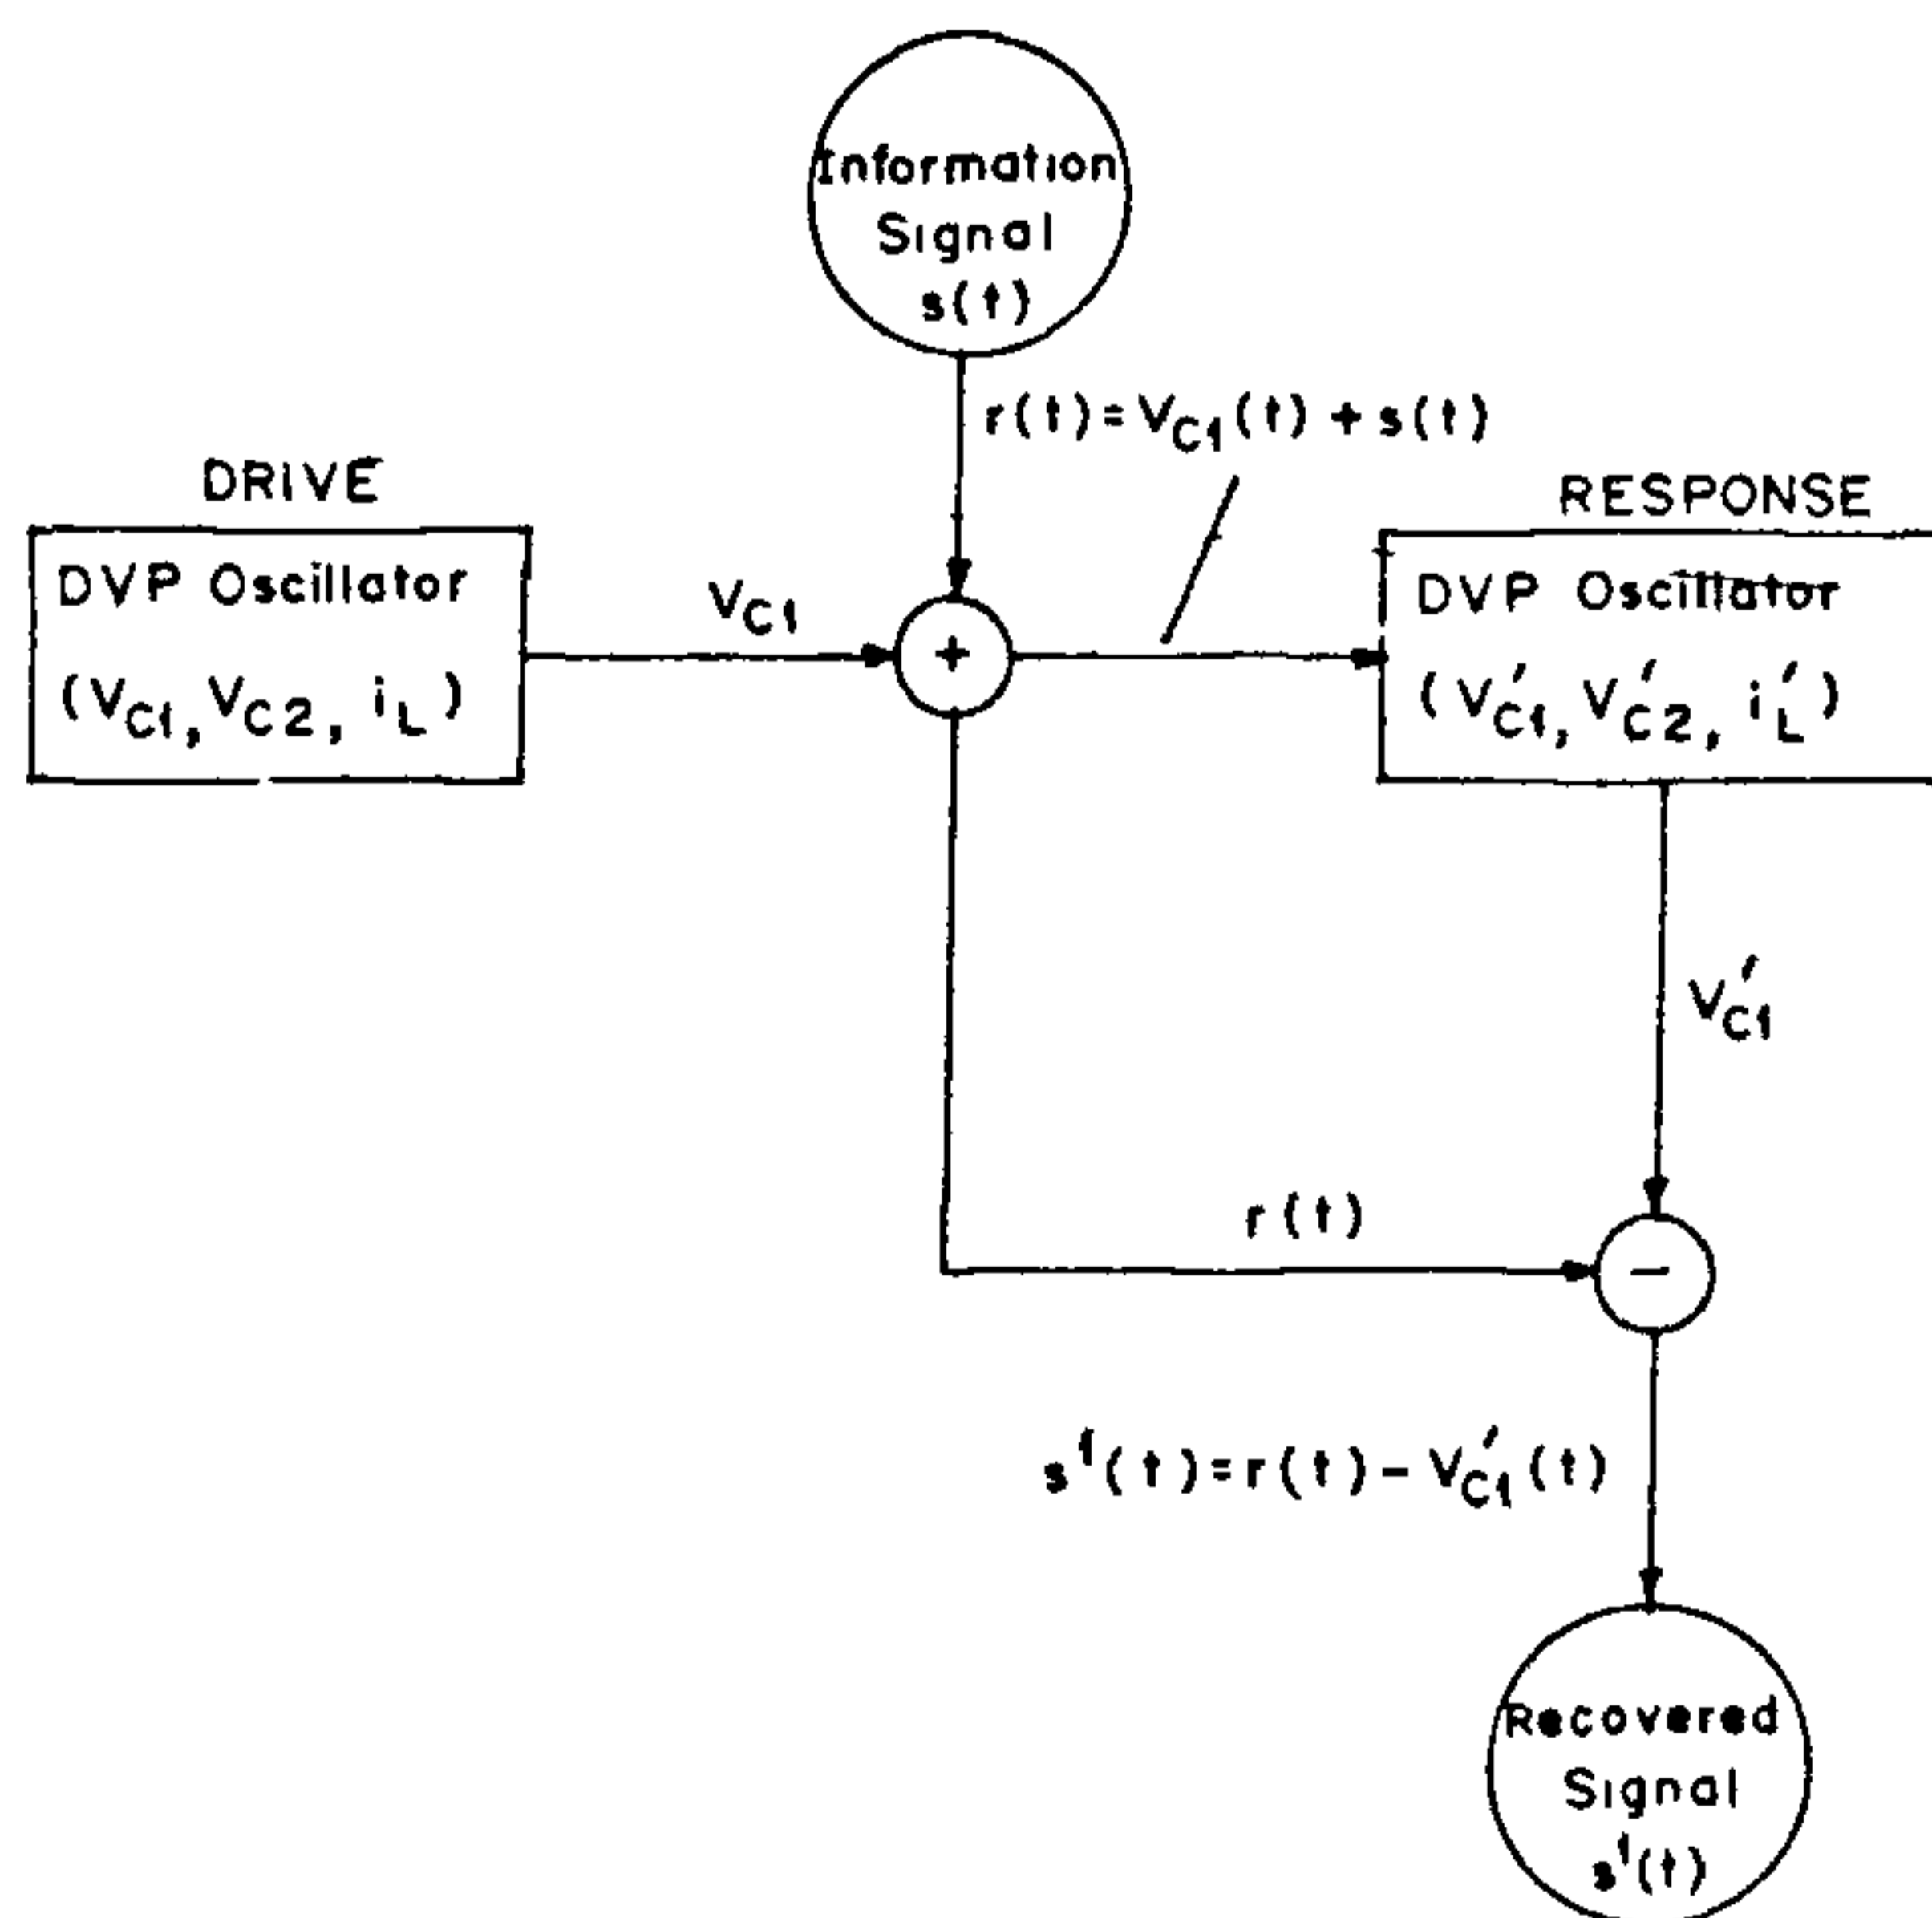 Information
Signal
s(t)
r(t)=V_C1(t)+s(t)
DRIVE
DVP Oscillator
(V_C1, V_C2, i_L)
V_C1
+
RESPONSE
DVP Oscillator
(V'_C1, V'_C2, i'_L)
V'_C1
r(t)
−
s'(t)=r(t)−V'_C1(t)
Recovered
Signal
s'(t)